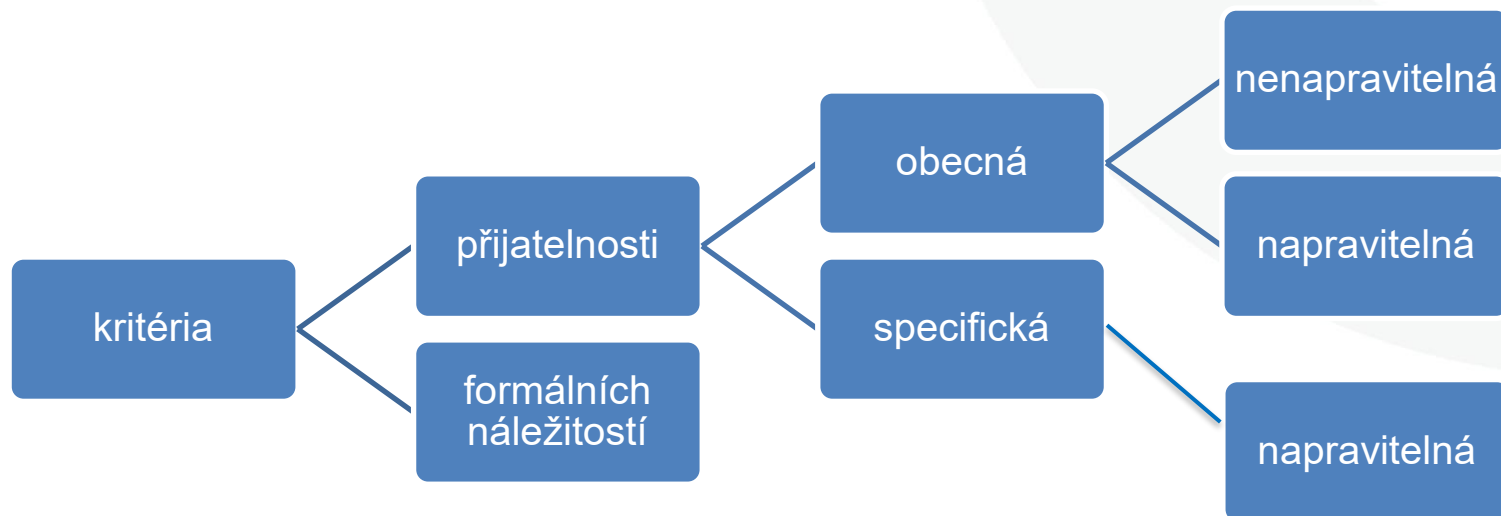 kritéria
přijatelnosti
formálních
náležitostí
obecná
specifická
nenapravitelná
napravitelná
napravitelná